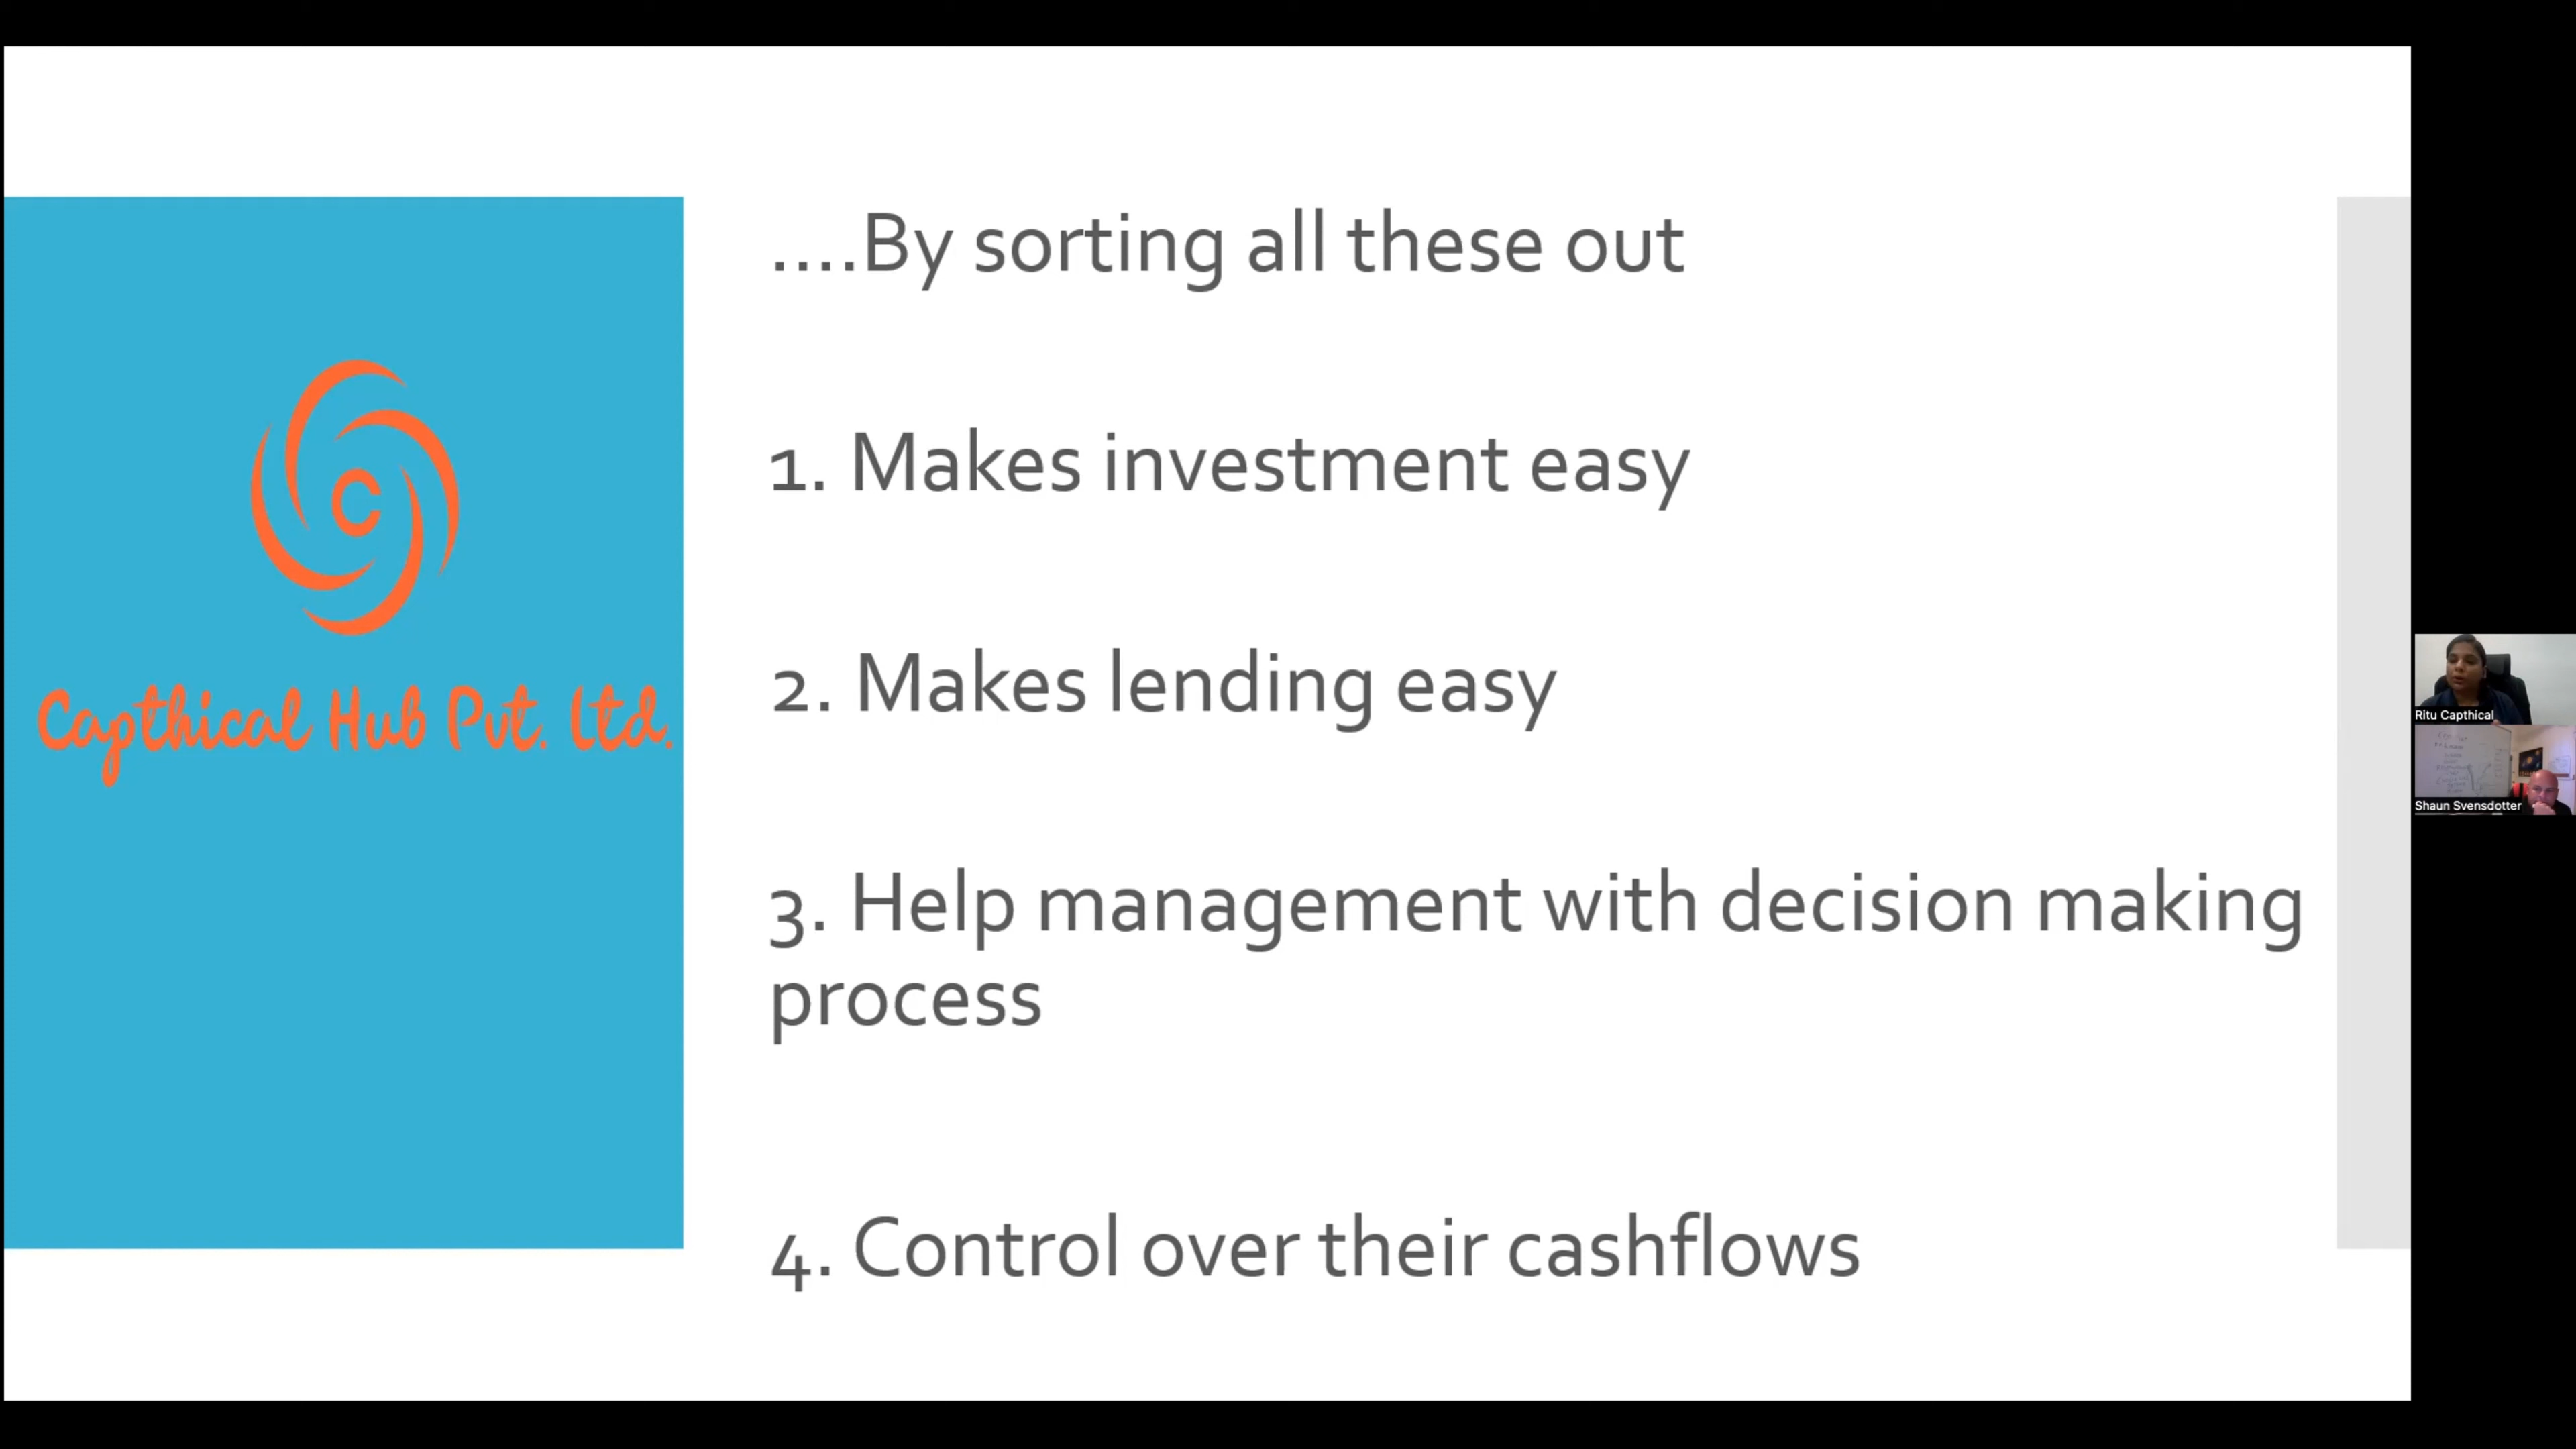 ....By sorting all these out
1. Makes investment easy
2. Makes lending easy
3. Help management with decision making
process
4. Control over their cashflows
C
Capthical Hub Pvt. Ltd.
Ritu Capthical
Shaun Svensdotter